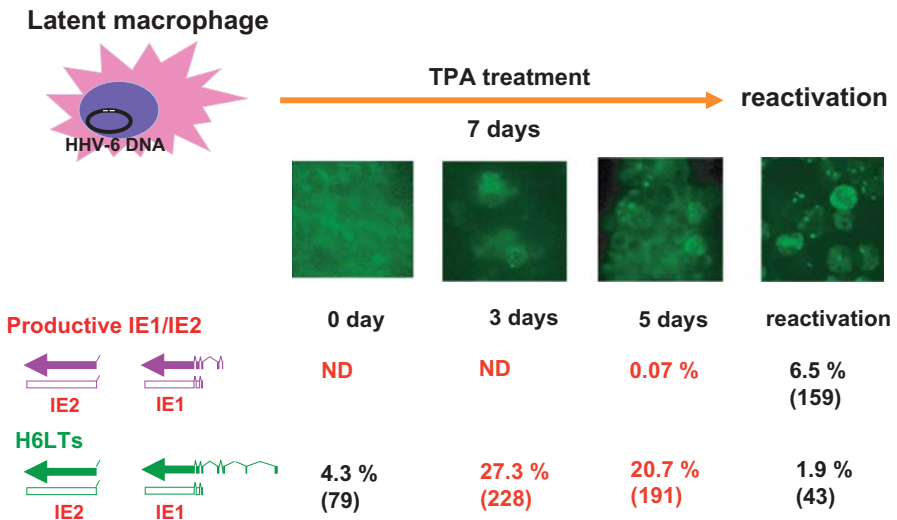 Latent macrophage
HHV-6 DNA
TPA treatment
7 days
reactivation
0 day
3 days
5 days
reactivation
Productive IE1/IE2
IE2
IE1
ND
ND
0.07 %
6.5 %
(159)
H6LTs
IE2
IE1
4.3 %
(79)
27.3 %
(228)
20.7 %
(191)
1.9 %
(43)